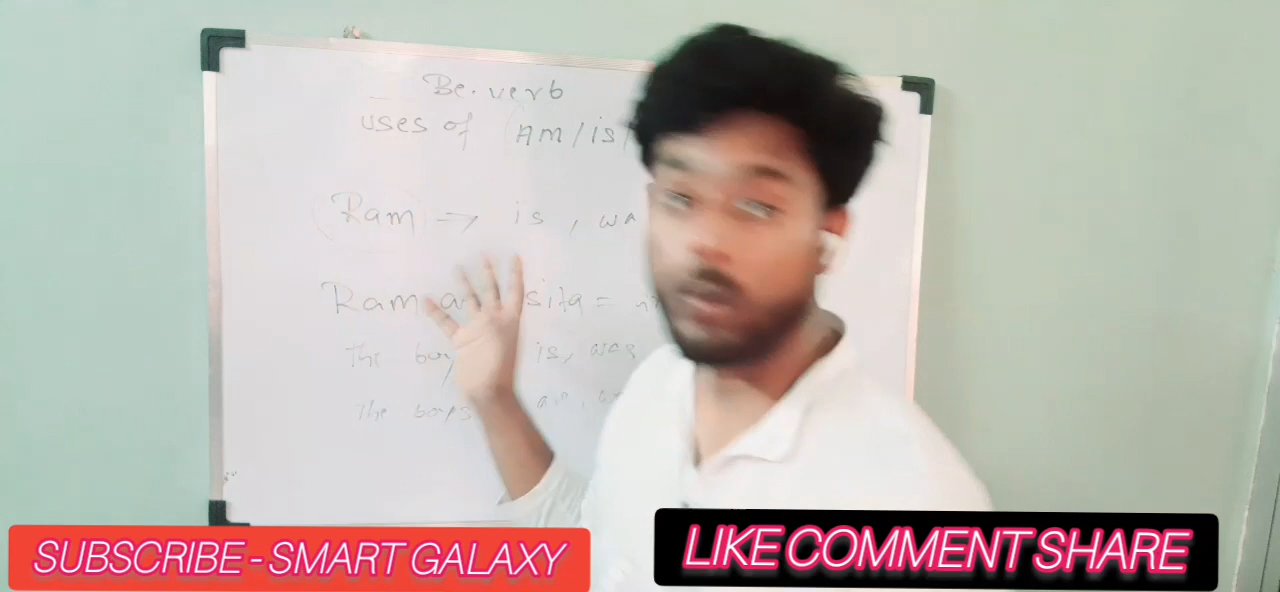 Be. verb
uses of (Am/is/
Ram → is, wa
Ram sita =
The boy is, was
The boys
SUBSCRIBE - SMART GALAXY
LIKE COMMENT SHARE